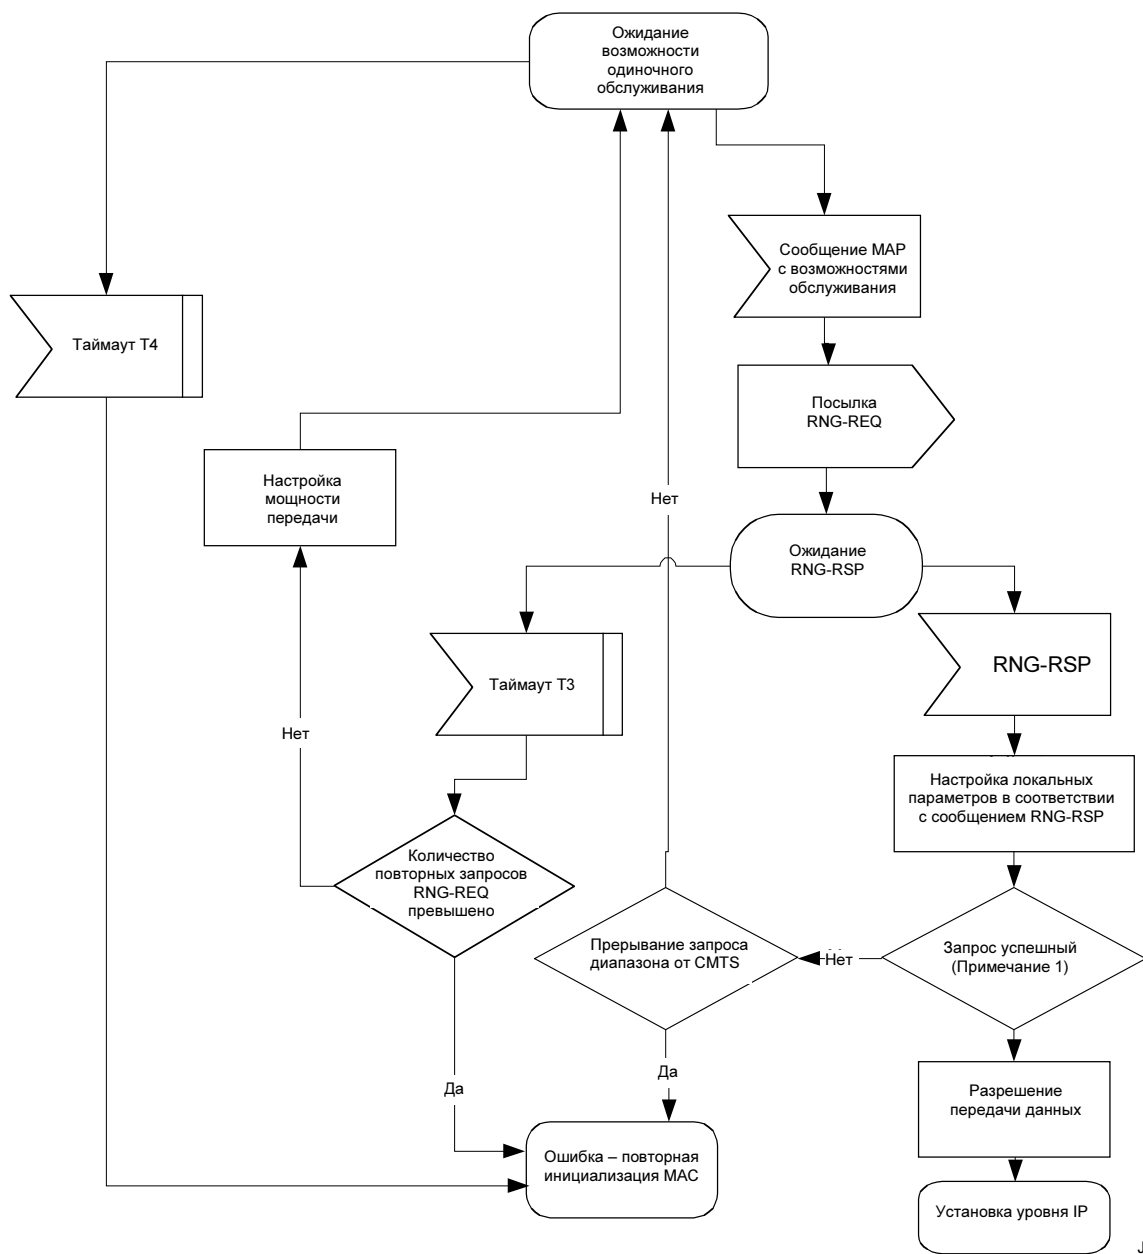 Ожидание
возможности
одиночного
обслуживания
Сообщение MAP
с возможностями
обслуживания
Таймаут T4
Посылка
RNG-REQ
Настройка
мощности
передачи
Нет
Ожидание
RNG-RSP
RNG-RSP
Таймаут T3
Нет
Настройка локальных
параметров в соответствии
с сообщением RNG-RSP
Количество
повторных запросов
RNG-REQ
превышено
Прерывание запроса
диапазона от CMTS
Нет
Запрос успешный
(Примечание 1)
Да
Да
Разрешение
передачи данных
Ошибка – повторная
инициализация MAC
Установка уровня IP